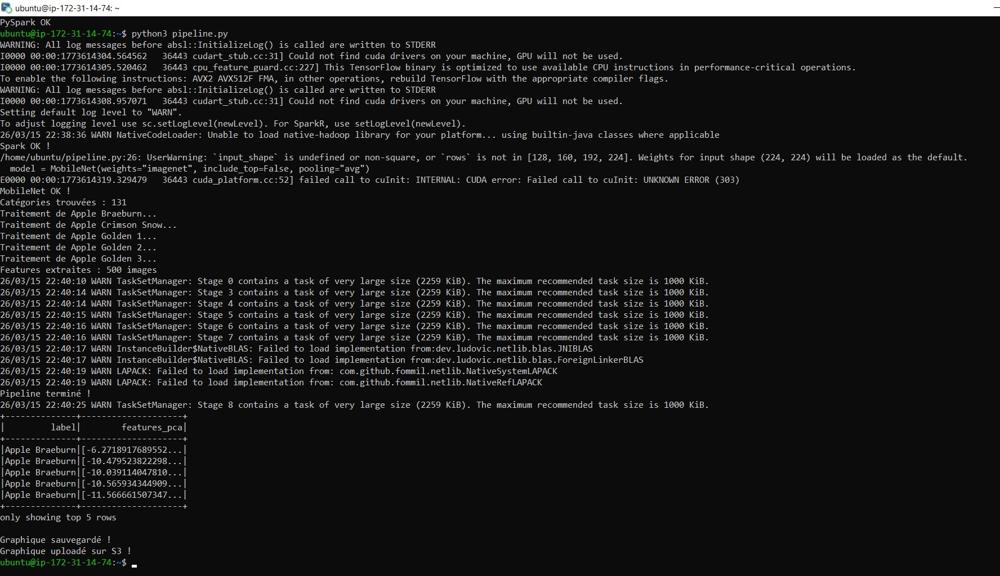 ubuntu@ip-172-31-14-74: ~
PySpark OK
ubuntu@ip-172-31-14-74:~$ python3 pipeline.py
WARNING: All log messages before absl::InitializeLog() is called are written to STDERR
I0000 00:00:1773614304.564562   36443 cudart_stub.cc:31] Could not find cuda drivers on your machine, GPU will not be used.
I0000 00:00:1773614305.520462   36443 cpu_feature_guard.cc:227] This TensorFlow binary is optimized to use available CPU instructions in performance-critical operations.
To enable the following instructions: AVX2 AVX512F FMA, in other operations, rebuild TensorFlow with the appropriate compiler flags.
WARNING: All log messages before absl::InitializeLog() is called are written to STDERR
I0000 00:00:1773614308.957071   36443 cudart_stub.cc:31] Could not find cuda drivers on your machine, GPU will not be used.
Setting default log level to "WARN".
To adjust logging level use sc.setLogLevel(newLevel). For SparkR, use setLogLevel(newLevel).
26/03/15 22:38:36 WARN NativeCodeLoader: Unable to load native-hadoop library for your platform... using builtin-java classes where applicable
Spark OK !
/home/ubuntu/pipeline.py:26: UserWarning: `input_shape` is undefined or non-square, or `rows` is not in [128, 160, 192, 224]. Weights for input shape (224, 224) will be loaded as the default.
  model = MobileNet(weights="imagenet", include_top=False, pooling="avg")
E0000 00:00:1773614319.329479   36443 cuda_platform.cc:52] failed call to cuInit: INTERNAL: CUDA error: Failed call to cuInit: UNKNOWN ERROR (303)
MobileNet OK !
Catégories trouvées : 131
Traitement de Apple Braeburn...
Traitement de Apple Crimson Snow...
Traitement de Apple Golden 1...
Traitement de Apple Golden 2...
Traitement de Apple Golden 3...
Features extraites : 500 images
26/03/15 22:40:10 WARN TaskSetManager: Stage 0 contains a task of very large size (2259 KiB). The maximum recommended task size is 1000 KiB.
26/03/15 22:40:14 WARN TaskSetManager: Stage 3 contains a task of very large size (2259 KiB). The maximum recommended task size is 1000 KiB.
26/03/15 22:40:14 WARN TaskSetManager: Stage 4 contains a task of very large size (2259 KiB). The maximum recommended task size is 1000 KiB.
26/03/15 22:40:15 WARN TaskSetManager: Stage 5 contains a task of very large size (2259 KiB). The maximum recommended task size is 1000 KiB.
26/03/15 22:40:16 WARN TaskSetManager: Stage 6 contains a task of very large size (2259 KiB). The maximum recommended task size is 1000 KiB.
26/03/15 22:40:16 WARN TaskSetManager: Stage 7 contains a task of very large size (2259 KiB). The maximum recommended task size is 1000 KiB.
26/03/15 22:40:17 WARN InstanceBuilder$NativeBLAS: Failed to load implementation from:dev.ludovic.netlib.blas.JNIBLAS
26/03/15 22:40:17 WARN InstanceBuilder$NativeBLAS: Failed to load implementation from:dev.ludovic.netlib.blas.ForeignLinkerBLAS
26/03/15 22:40:19 WARN LAPACK: Failed to load implementation from: com.github.fommil.netlib.NativeSystemLAPACK
26/03/15 22:40:19 WARN LAPACK: Failed to load implementation from: com.github.fommil.netlib.NativeRefLAPACK
Pipeline terminé !
26/03/15 22:40:25 WARN TaskSetManager: Stage 8 contains a task of very large size (2259 KiB). The maximum recommended task size is 1000 KiB.
+--------------+--------------------+
|         label|        features_pca|
+--------------+--------------------+
|Apple Braeburn|[-6.2718917689552...|
|Apple Braeburn|[-10.479523822298...|
|Apple Braeburn|[-10.039114047810...|
|Apple Braeburn|[-10.565934344909...|
|Apple Braeburn|[-11.566661507347...|
+--------------+--------------------+
only showing top 5 rows
Graphique sauvegardé !
Graphique uploadé sur S3 !
ubuntu@ip-172-31-14-74:~$